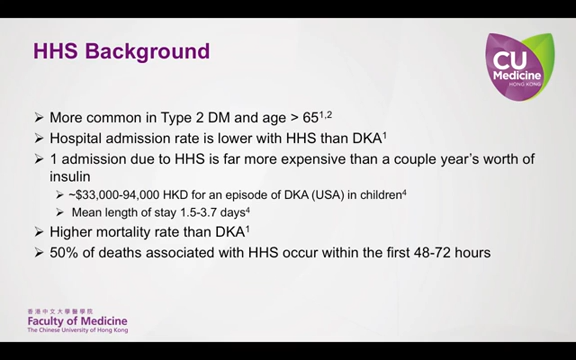 HHS Background
CU
Medicine
HONG KONG
➢ More common in Type 2 DM and age > 65¹,²
➢ Hospital admission rate is lower with HHS than DKA¹
➢ 1 admission due to HHS is far more expensive than a couple year's worth of
insulin
➢ ~$33,000-94,000 HKD for an episode of DKA (USA) in children⁴
➢ Mean length of stay 1.5-3.7 days⁴
➢ Higher mortality rate than DKA¹
➢ 50% of deaths associated with HHS occur within the first 48-72 hours
香港中文大學醫學院
Faculty of Medicine
The Chinese University of Hong Kong